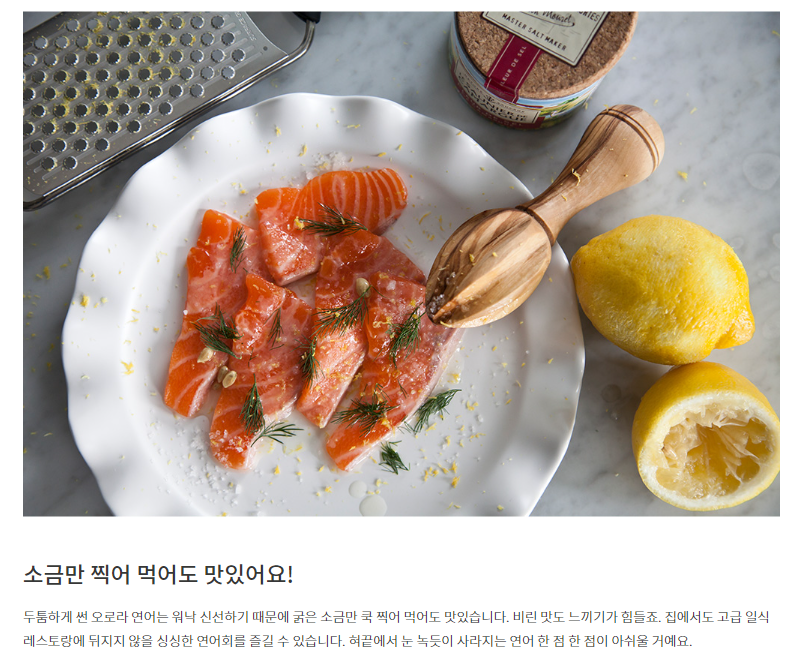 MASTER SALT MAKER
FLEUR DE SEL
소금만 찍어 먹어도 맛있어요!
두툼하게 썬 오로라 연어는 워낙 신선하기 때문에 굵은 소금만 쿡 찍어 먹어도 맛있습니다. 비린 맛도 느끼기가 힘들죠. 집에서도 고급 일식
레스토랑에 뒤지지 않을 싱싱한 연어회를 즐길 수 있습니다. 혀끝에서 눈 녹듯이 사라지는 연어 한 점 한 점이 아쉬울 거예요.